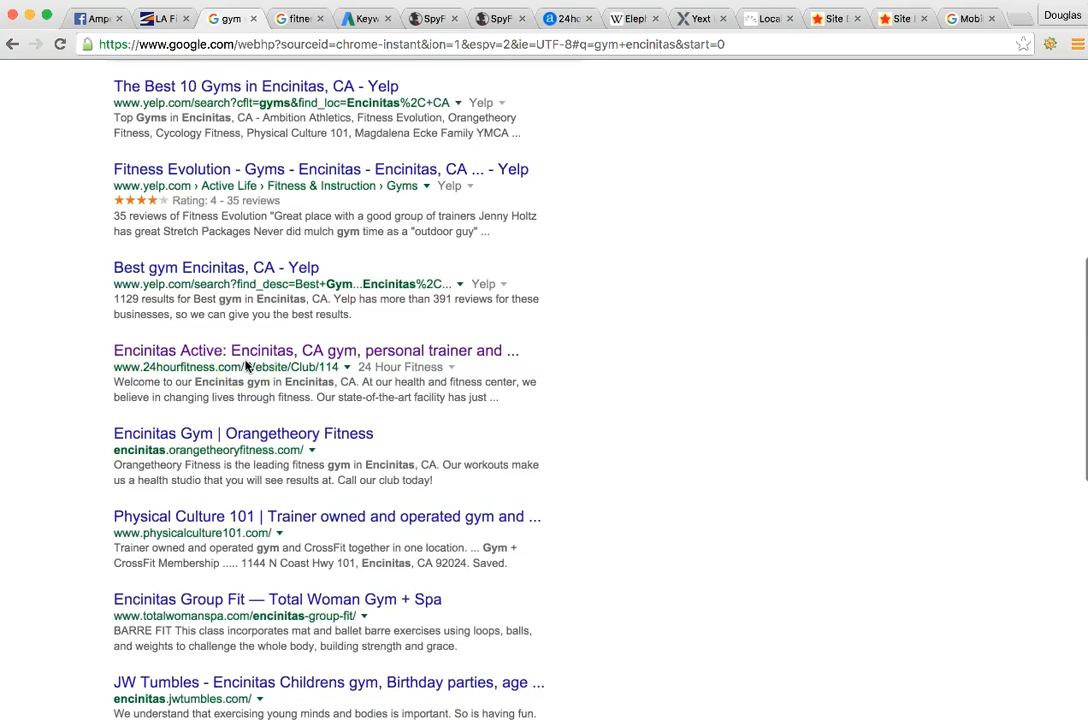 Amp
LA Fi
gym
fitne
Keyw
SpyF
SpyF
24ho
Elepl
Yext
Loca
Site
Site
Mobi
Douglas
https://www.google.com/webhp?sourceid=chrome-instant&ion=1&espv=2&ie=UTF-8#q=gym+encinitas&start=0
The Best 10 Gyms in Encinitas, CA - Yelp
www.yelp.com/search?cflt=gyms&find_loc=Encinitas%2C+CA Yelp
Top Gyms in Encinitas, CA - Ambition Athletics, Fitness Evolution, Orangetheory
Fitness, Cycology Fitness, Physical Culture 101, Magdalena Ecke Family YMCA ...
Fitness Evolution - Gyms - Encinitas - Encinitas, CA ... - Yelp
www.yelp.com › Active Life › Fitness & Instruction › Gyms Yelp
Rating: 4 - 35 reviews
35 reviews of Fitness Evolution "Great place with a good group of trainers Jenny Holtz
has great Stretch Packages Never did mulch gym time as a "outdoor guy" ...
Best gym Encinitas, CA - Yelp
www.yelp.com/search?find_desc=Best+Gym...Encinitas%2C... Yelp
1129 results for Best gym in Encinitas, CA. Yelp has more than 391 reviews for these
businesses, so we can give you the best results.
Encinitas Active: Encinitas, CA gym, personal trainer and ...
www.24hourfitness.com/Website/Club/114 24 Hour Fitness
Welcome to our Encinitas gym in Encinitas, CA. At our health and fitness center, we
believe in changing lives through fitness. Our state-of-the-art facility has just ...
Encinitas Gym | Orangetheory Fitness
encinitas.orangetheoryfitness.com/
Orangetheory Fitness is the leading fitness gym in Encinitas, CA. Our workouts make
us a health studio that you will see results at. Call our club today!
Physical Culture 101 | Trainer owned and operated gym and ...
www.physicalculture101.com/
Trainer owned and operated gym and CrossFit together in one location. ... Gym +
CrossFit Membership ..... 1144 N Coast Hwy 101, Encinitas, CA 92024. Saved.
Encinitas Group Fit — Total Woman Gym + Spa
www.totalwomanspa.com/encinitas-group-fit/
BARRE FIT This class incorporates mat and ballet barre exercises using loops, balls,
and weights to challenge the whole body, building strength and grace.
JW Tumbles - Encinitas Childrens gym, Birthday parties, age ...
encinitas.jwtumbles.com/
We understand that exercising young minds and bodies is important. So is having fun.